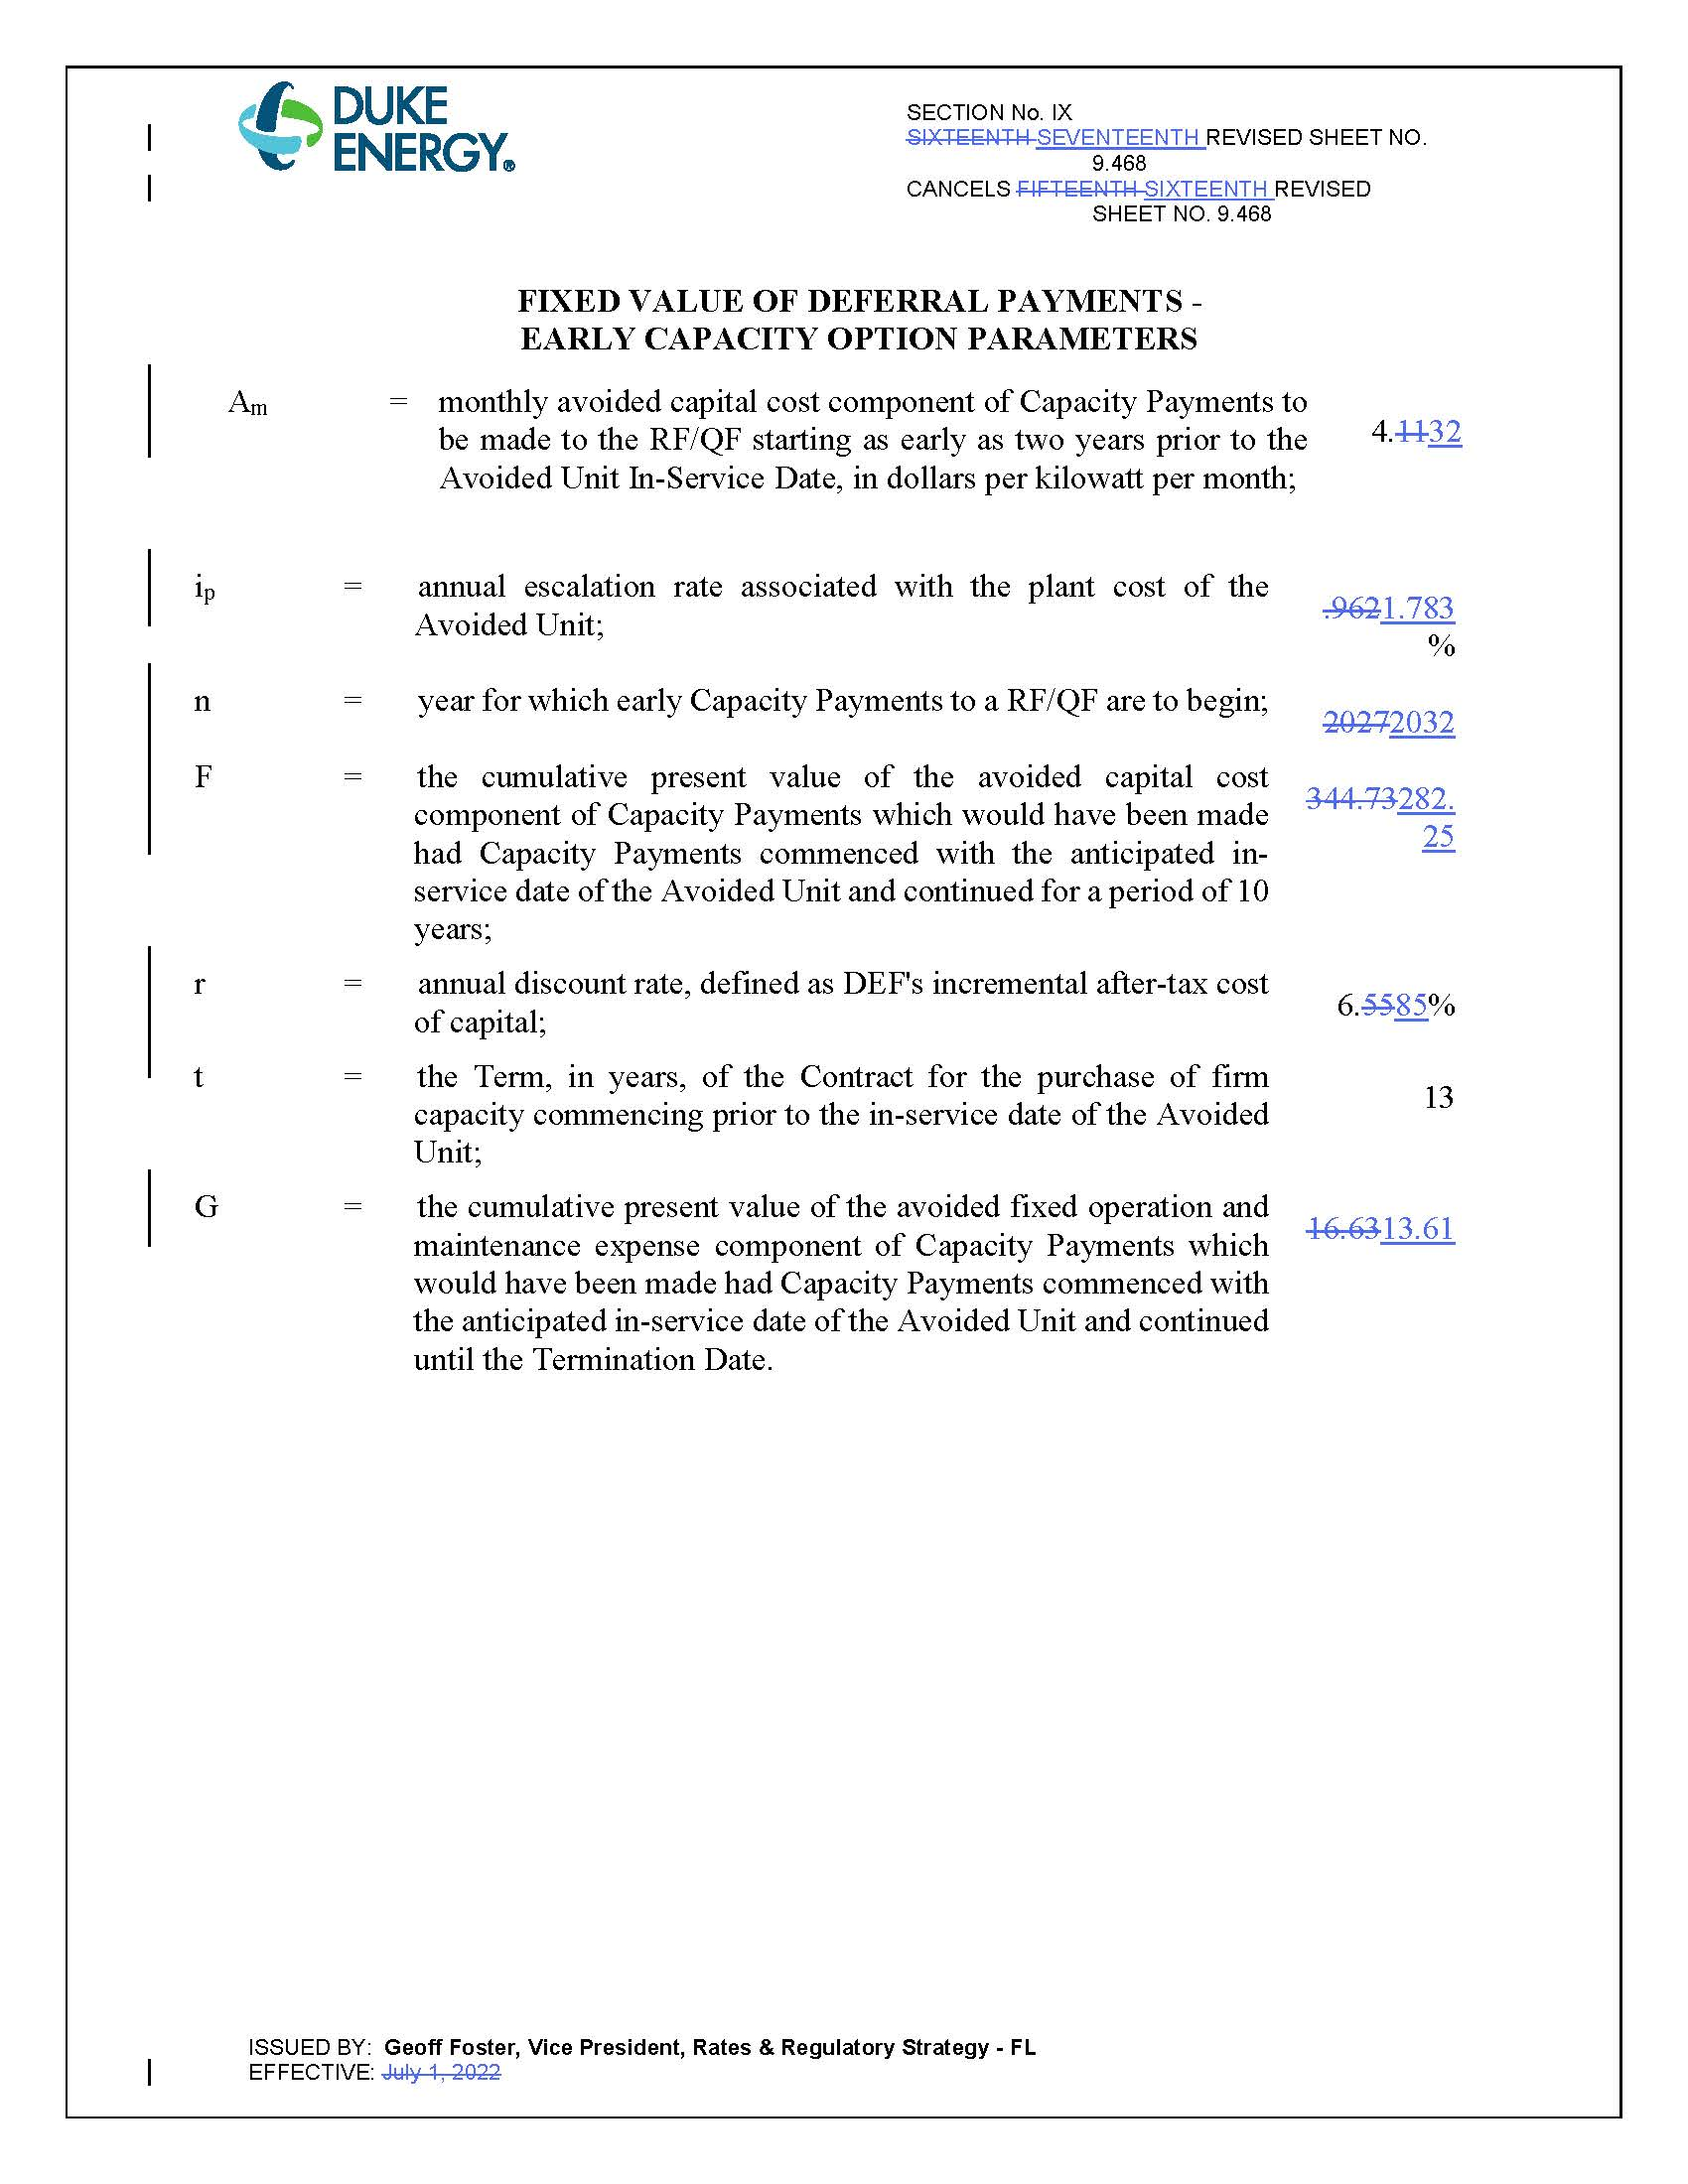 DUKE
ENERGY®
SECTION No. IX
SIXTEENTH SEVENTEENTH REVISED SHEET NO.
9.468
CANCELS FIFTEENTH SIXTEENTH REVISED
SHEET NO. 9.468
FIXED VALUE OF DEFERRAL PAYMENTS -
EARLY CAPACITY OPTION PARAMETERS
Am = monthly avoided capital cost component of Capacity Payments to
be made to the RF/QF starting as early as two years prior to the
Avoided Unit In-Service Date, in dollars per kilowatt per month;
4.1132
ip = annual escalation rate associated with the plant cost of the
Avoided Unit;
.9621.783
%
n = year for which early Capacity Payments to a RF/QF are to begin;
20272032
F = the cumulative present value of the avoided capital cost
component of Capacity Payments which would have been made
had Capacity Payments commenced with the anticipated in-
service date of the Avoided Unit and continued for a period of 10
years;
344.73282.
25
r = annual discount rate, defined as DEF's incremental after-tax cost
of capital;
6.5585%
t = the Term, in years, of the Contract for the purchase of firm
capacity commencing prior to the in-service date of the Avoided
Unit;
13
G = the cumulative present value of the avoided fixed operation and
maintenance expense component of Capacity Payments which
would have been made had Capacity Payments commenced with
the anticipated in-service date of the Avoided Unit and continued
until the Termination Date.
16.6313.61
ISSUED BY: Geoff Foster, Vice President, Rates & Regulatory Strategy - FL
EFFECTIVE: July 1, 2022